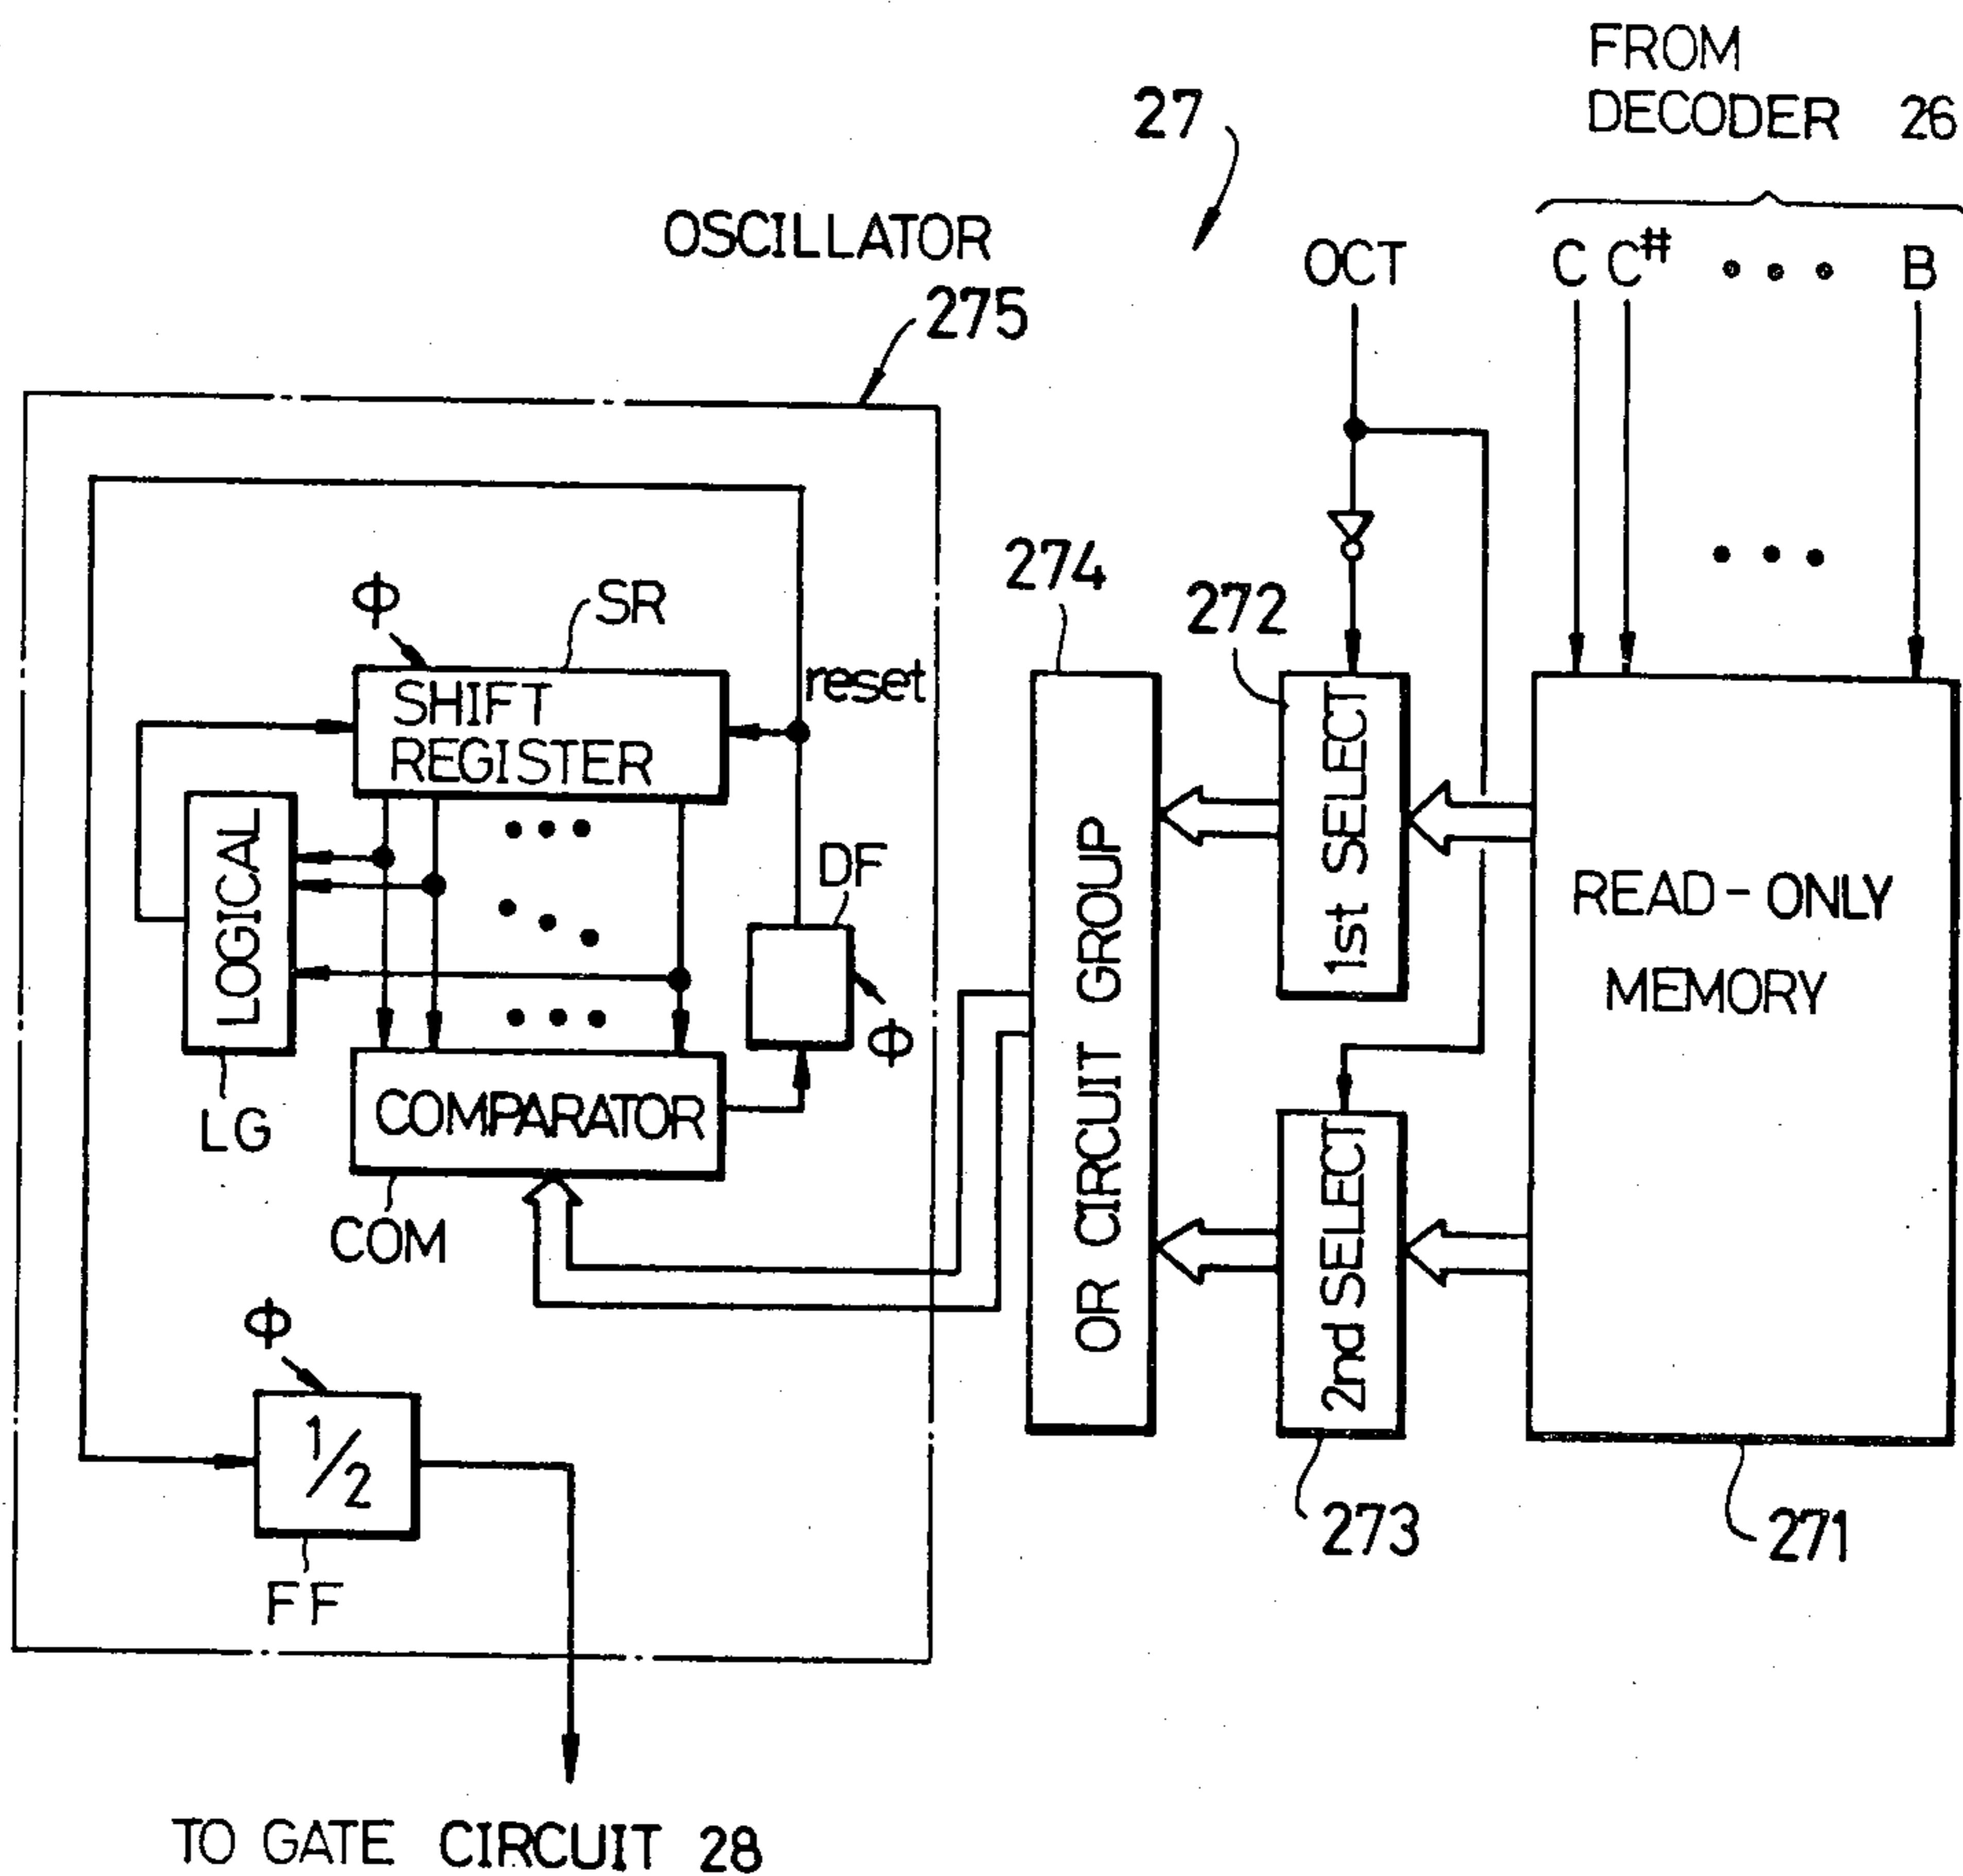 FROM
DECODER 26
27
OSCILLATOR
275
OCT
C C# • • • B
274
272
Φ
SR
reset
SHIFT
REGISTER
LOGICAL
DF
Φ
LG
COMPARATOR
COM
OR CIRCUIT GROUP
1st SELECT
2nd SELECT
READ-ONLY
MEMORY
Φ
1/2
FF
273
271
TO GATE CIRCUIT 28